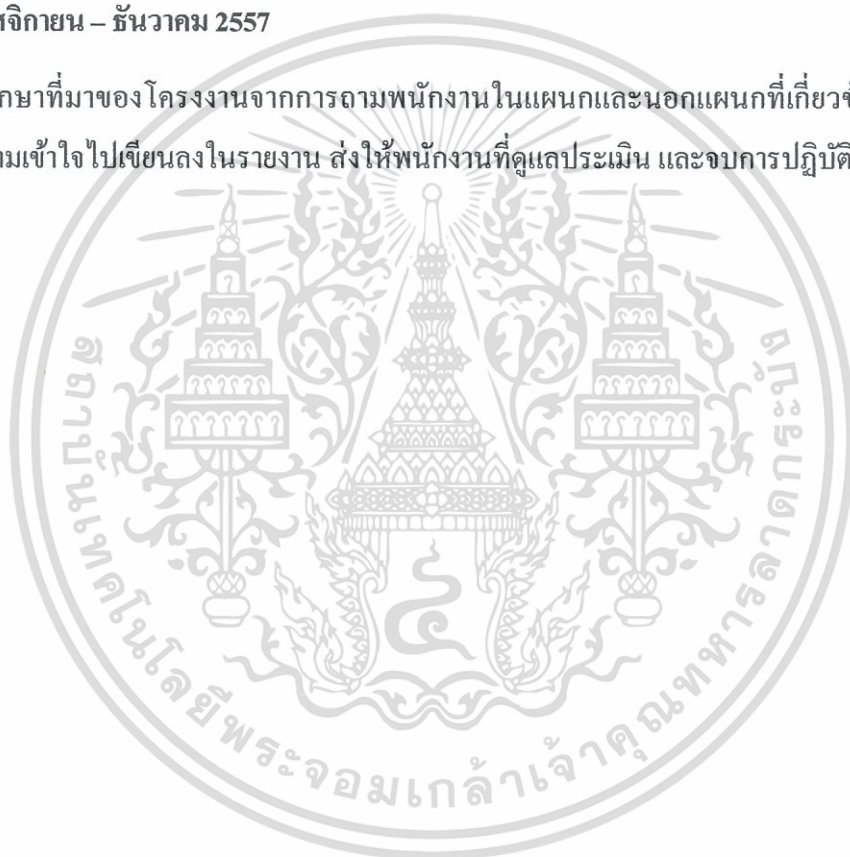 ศจิกายน – ธันวาคม 2557
กษาที่มาของโครงงานจากการถามพนักงานในแผนกและนอกแผนกที่เกี่ยวข
ามเข้าใจไปเขียนลงในรายงาน ส่งให้พนักงานที่ดูแลประเมิน และจบการปฏิบัติ
สถาบันเทคโนโลยีพระจอมเกล้าเจ้าคุณทหารลาดกระบัง